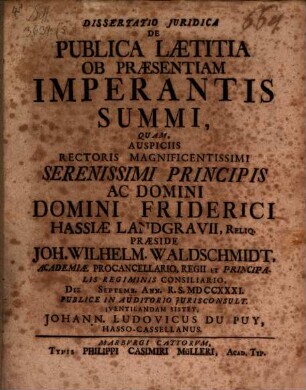 DISSERTATIO JURIDICA
DE
PUBLICA LÆTITIA
OB PRÆSENTIAM
IMPERANTIS
SUMMI,
QUAM,
AUSPICIIS
RECTORIS MAGNIFICENTISSIMI
SERENISSIMI PRINCIPIS
AC DOMINI
DOMINI FRIDERICI
HASSIÆ LANDGRAVII, RELIQ.
PRÆSIDE
JOH. WILHELM. WALDSCHMIDT,
ACADEMIÆ PROCANCELLARIO, REGII ET PRINCIPA-
LIS REGIMINIS CONSILIARIO,
DIE SEPTEMR. ANN. R. S. MDCCXXXI.
PUBLICE IN AUDITORIO JURISCONSULT.
VENTILANDAM SISTET,
JOHANN. LUDOVICUS DU PUY,
HASSO-CASSELLANUS.
MARBURGI CATTORUM,
TYPIS PHILIPPI CASIMIRI MÜLLERI, ACAD. TYP.